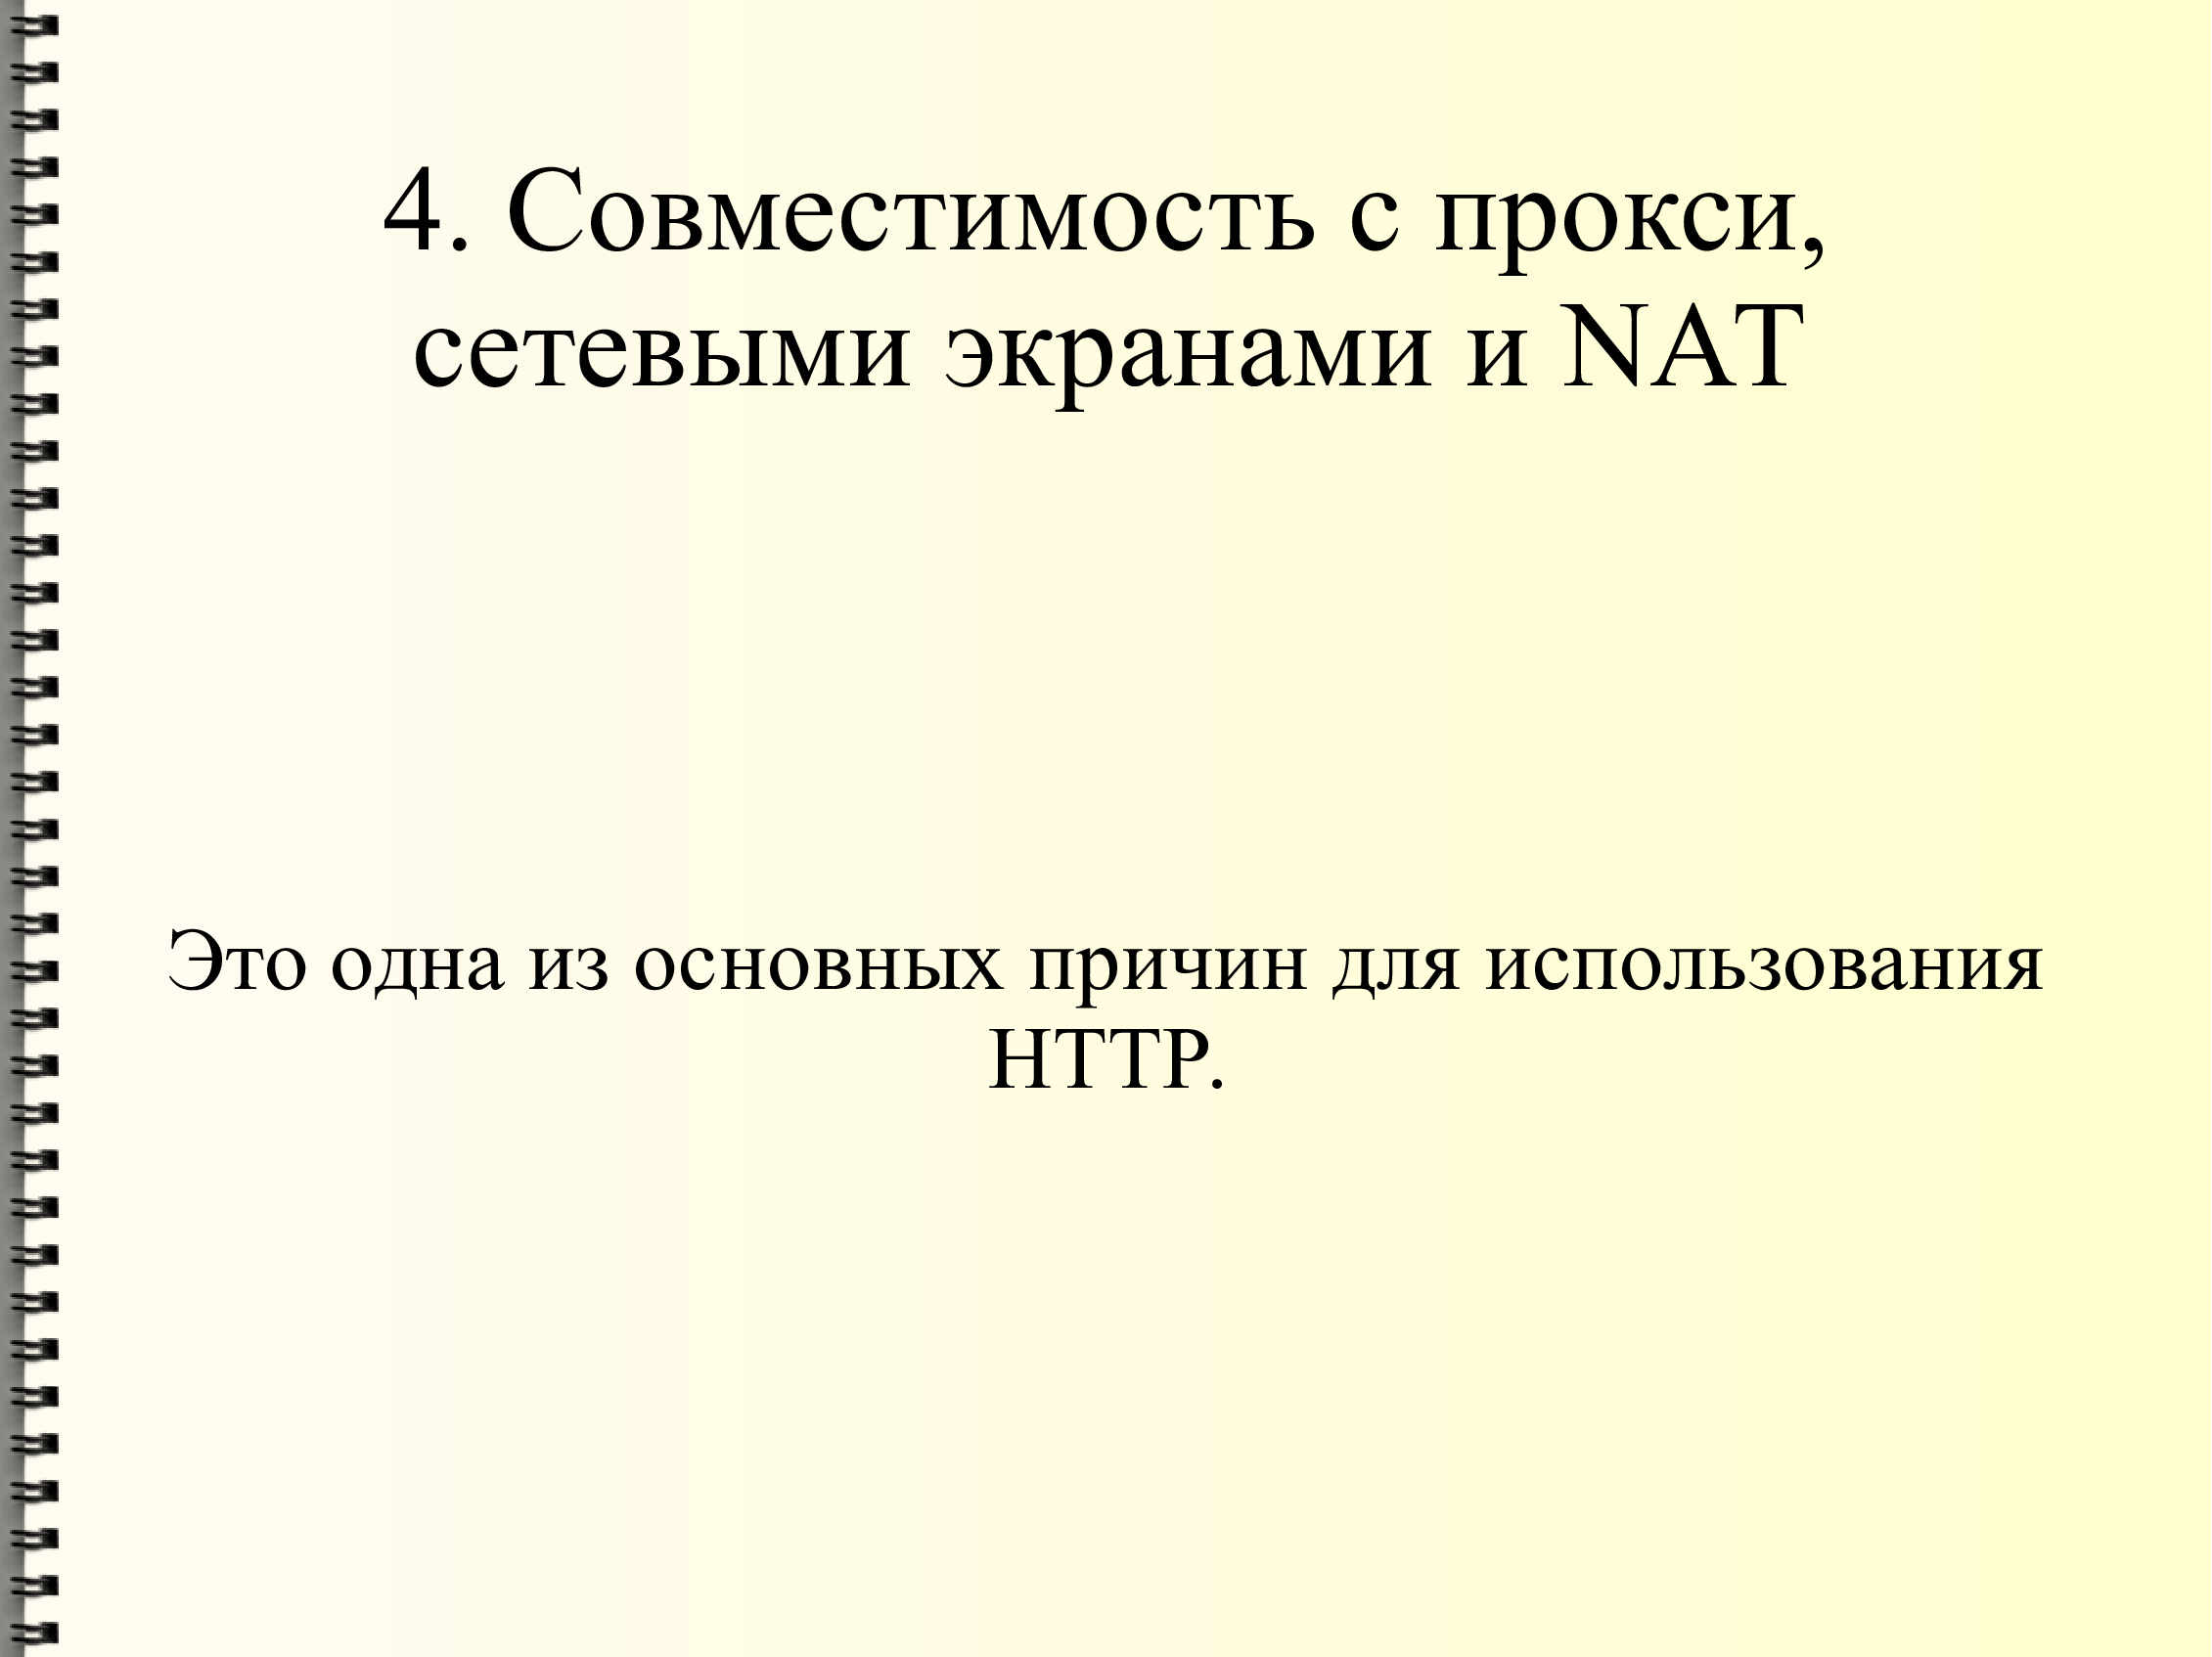 4. Совместимость с прокси,
сетевыми экранами и NAT
Это одна из основных причин для использования
HTTP.